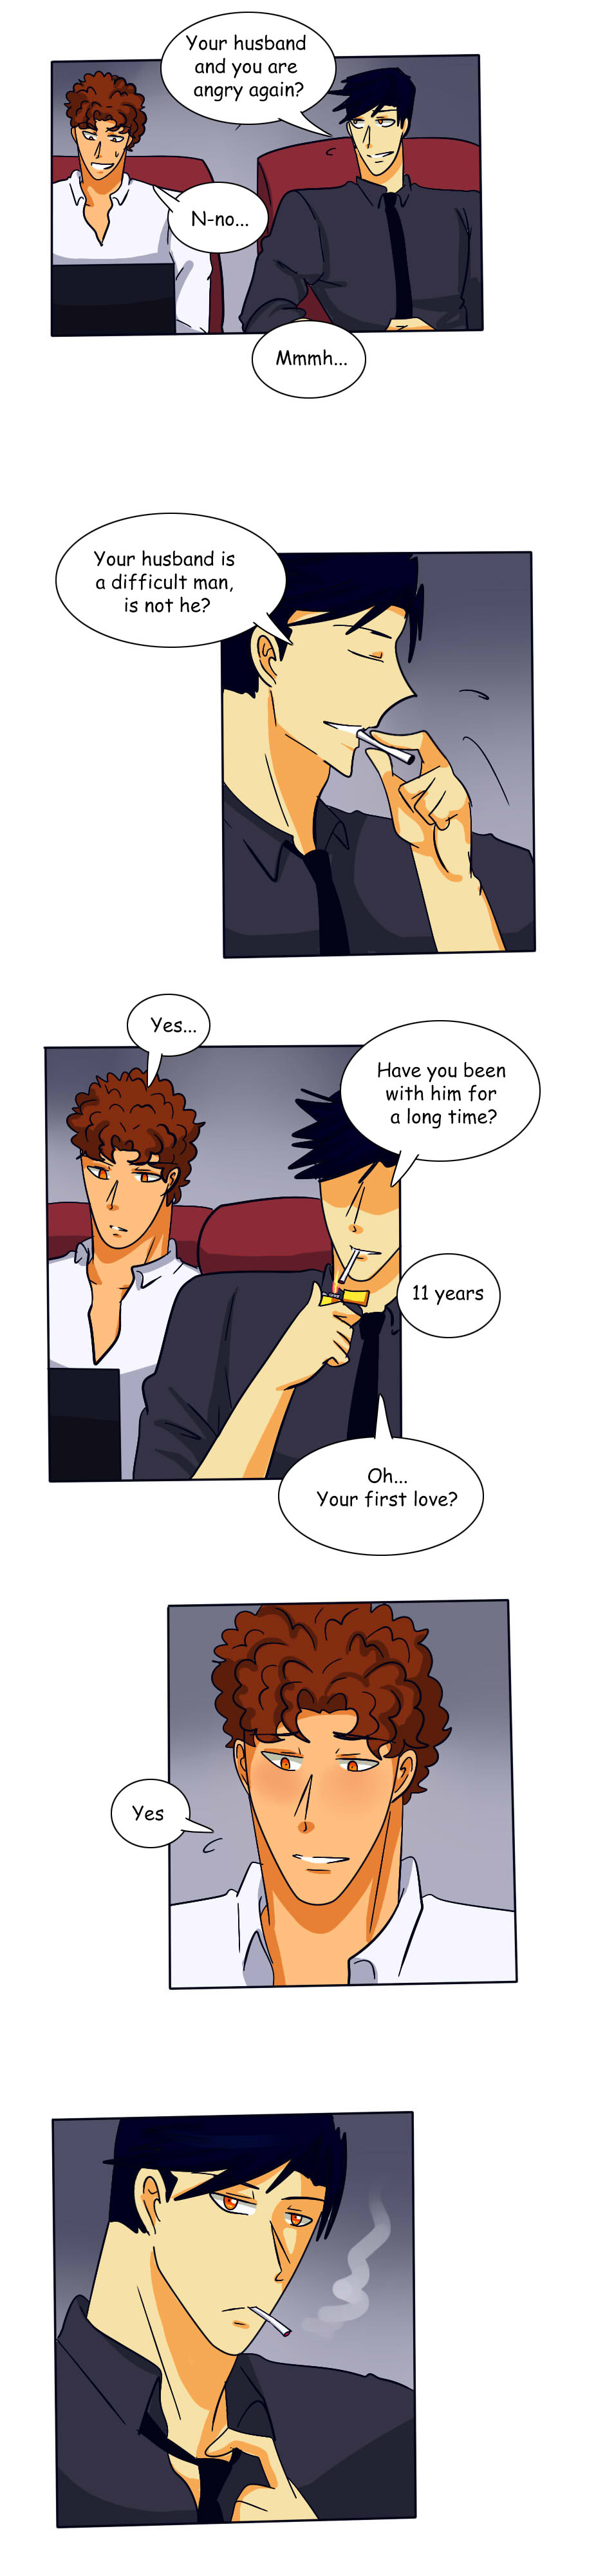 Your husband
and you are
angry again?
N-no...
Mmmh...
Your husband is
a difficult man,
is not he?
Yes...
Have you been
with him for
a long time?
11 years
Oh...
Your first love?
Yes